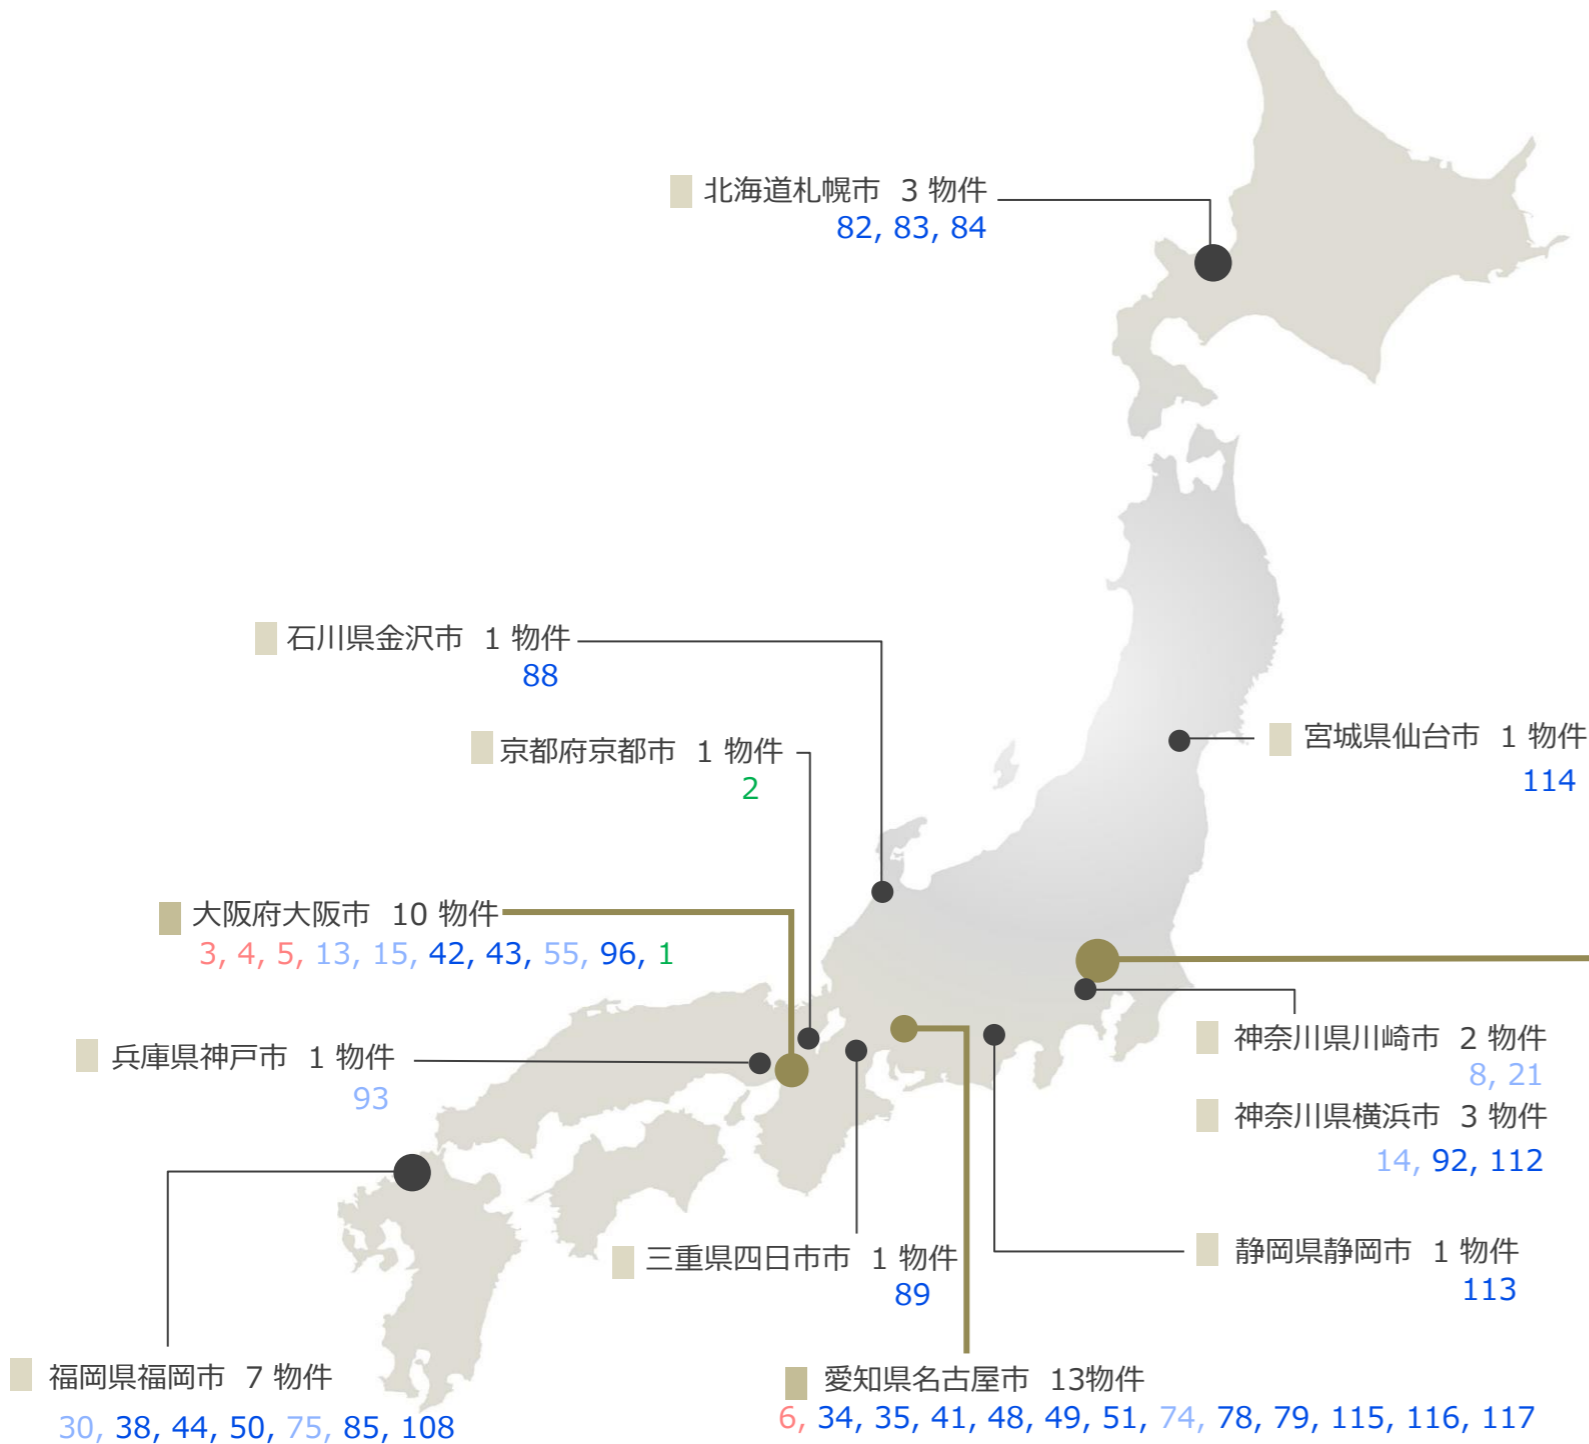 北海道札幌市 3 物件
82, 83, 84
石川県金沢市 1 物件
88
京都府京都市 1 物件
2
宮城県仙台市 1 物件
114
大阪府大阪市 10 物件
3, 4, 5, 13, 15, 42, 43, 55, 96, 1
兵庫県神戸市 1 物件
93
神奈川県川崎市 2 物件
8, 21
神奈川県横浜市 3 物件
14, 92, 112
三重県四日市市 1 物件
89
静岡県静岡市 1 物件
113
福岡県福岡市 7 物件
30, 38, 44, 50, 75, 85, 108
愛知県名古屋市 13物件
6, 34, 35, 41, 48, 49, 51, 74, 78, 79, 115, 116, 117